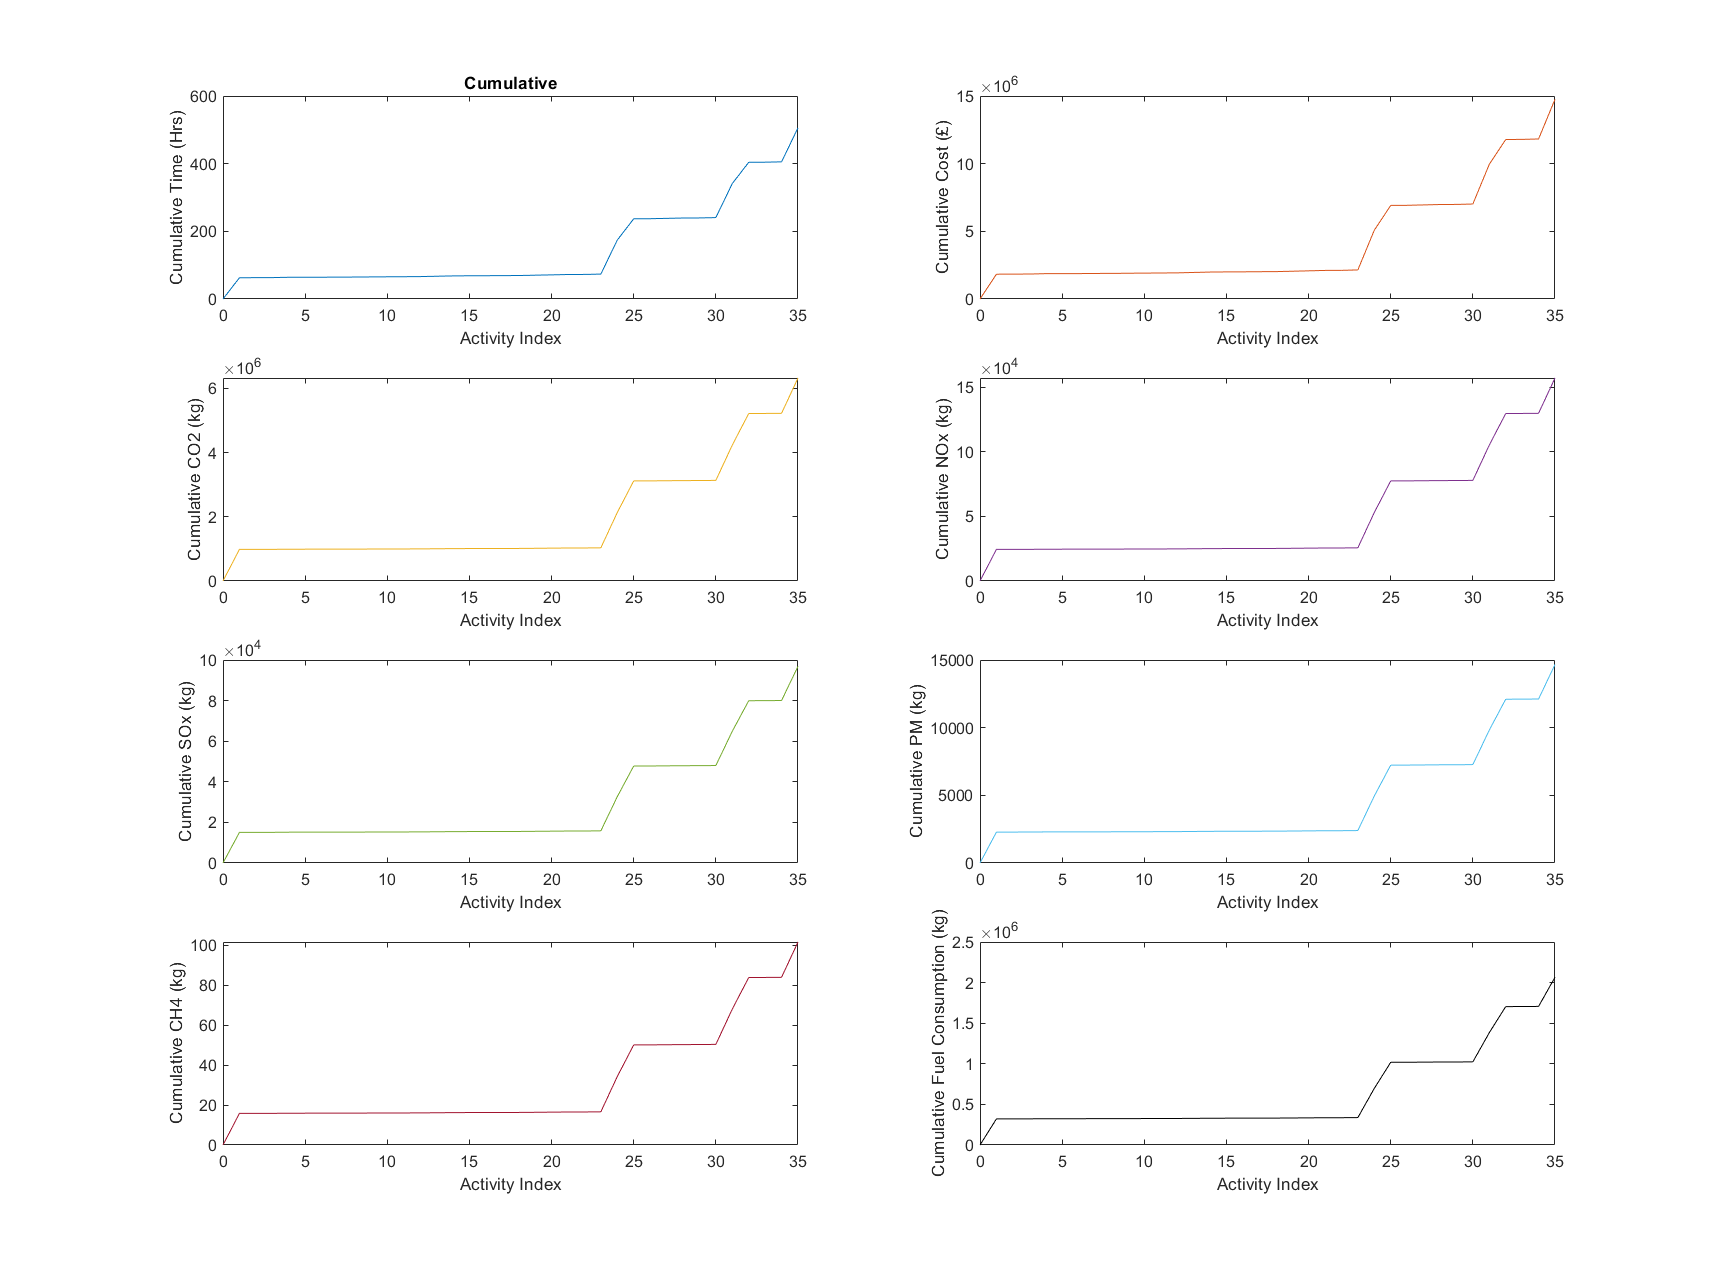 Cumulative
Cumulative Time (Hrs)
600
400
200
0
0 5 10 15 20 25 30 35
Activity Index
×10^6
Cumulative Cost (£)
15
10
5
0
0 5 10 15 20 25 30 35
Activity Index
×10^6
Cumulative CO2 (kg)
6
4
2
0
0 5 10 15 20 25 30 35
Activity Index
×10^4
Cumulative NOx (kg)
15
10
5
0
0 5 10 15 20 25 30 35
Activity Index
×10^4
Cumulative SOx (kg)
10
8
6
4
2
0
0 5 10 15 20 25 30 35
Activity Index
Cumulative PM (kg)
15000
10000
5000
0
0 5 10 15 20 25 30 35
Activity Index
Cumulative CH4 (kg)
100
80
60
40
20
0
0 5 10 15 20 25 30 35
Activity Index
×10^6
Cumulative Fuel Consumption (kg)
2.5
2
1.5
1
0.5
0
0 5 10 15 20 25 30 35
Activity Index